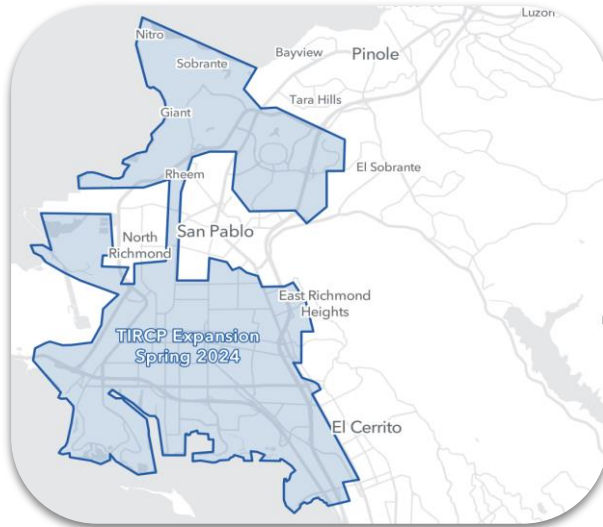 Luzon
Nitro
Bayview
Pinole
Sobrante
Tara Hills
Giant
El Sobrante
Rheem
San Pablo
North
Richmond
East Richmond
Heights
TIRCP Expansion
Spring 2024
El Cerrito